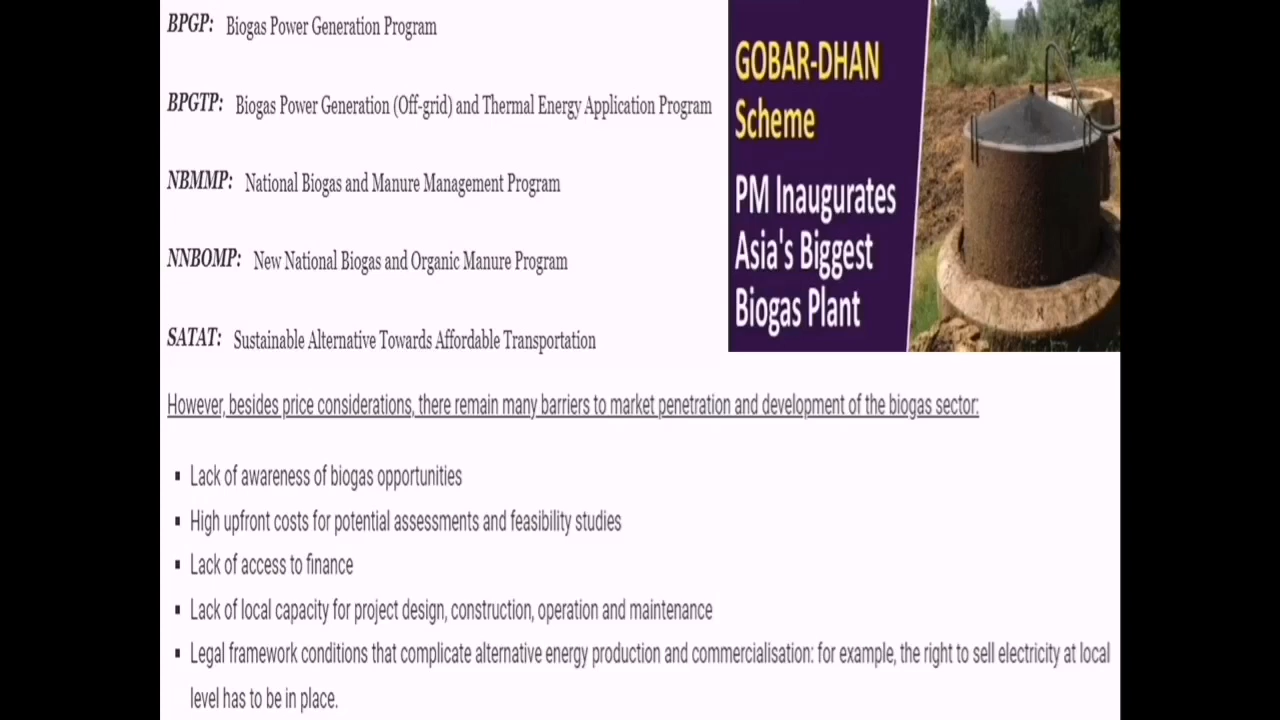 BPGP: Biogas Power Generation Program
BPGTP: Biogas Power Generation (Off-grid) and Thermal Energy Application Program
NBMMP: National Biogas and Manure Management Program
NNBOMP: New National Biogas and Organic Manure Program
SATAT: Sustainable Alternative Towards Affordable Transportation
GOBAR-DHAN
Scheme
PM Inaugurates
Asia's Biggest
Biogas Plant
However, besides price considerations, there remain many barriers to market penetration and development of the biogas sector:
▪ Lack of awareness of biogas opportunities
▪ High upfront costs for potential assessments and feasibility studies
▪ Lack of access to finance
▪ Lack of local capacity for project design, construction, operation and maintenance
▪ Legal framework conditions that complicate alternative energy production and commercialisation: for example, the right to sell electricity at local
level has to be in place.